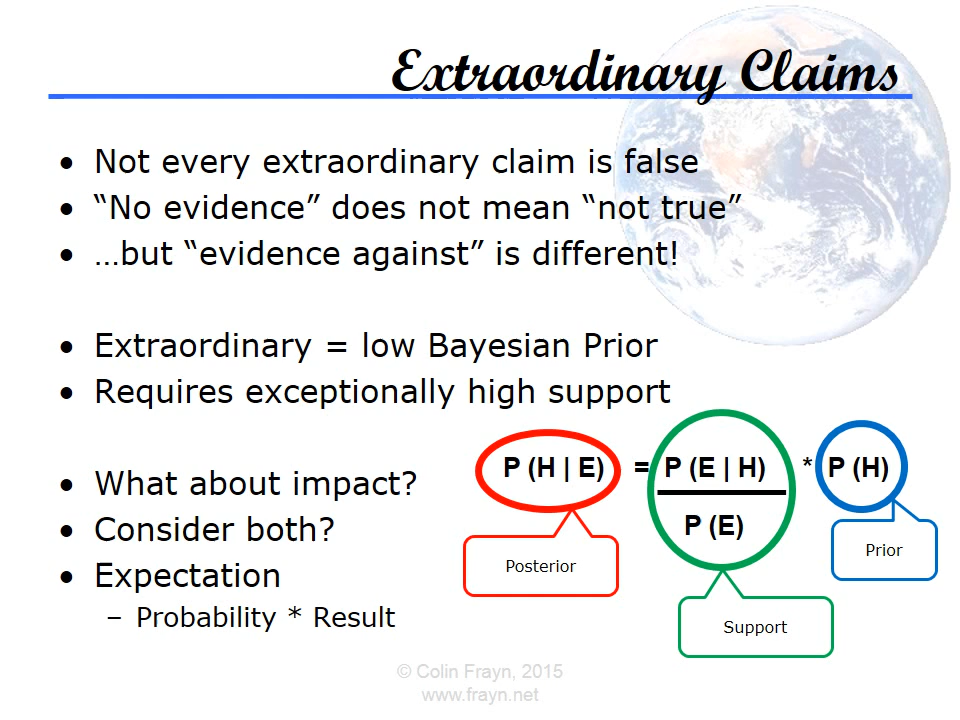 Extraordinary Claims
• Not every extraordinary claim is false
• “No evidence” does not mean “not true”
• …but “evidence against” is different!
• Extraordinary = low Bayesian Prior
• Requires exceptionally high support
• What about impact?
• Consider both?
• Expectation
– Probability * Result
P (H | E) = P (E | H) * P (H)
P (E)
Posterior
Prior
Support
© Colin Frayn, 2015
www.frayn.net